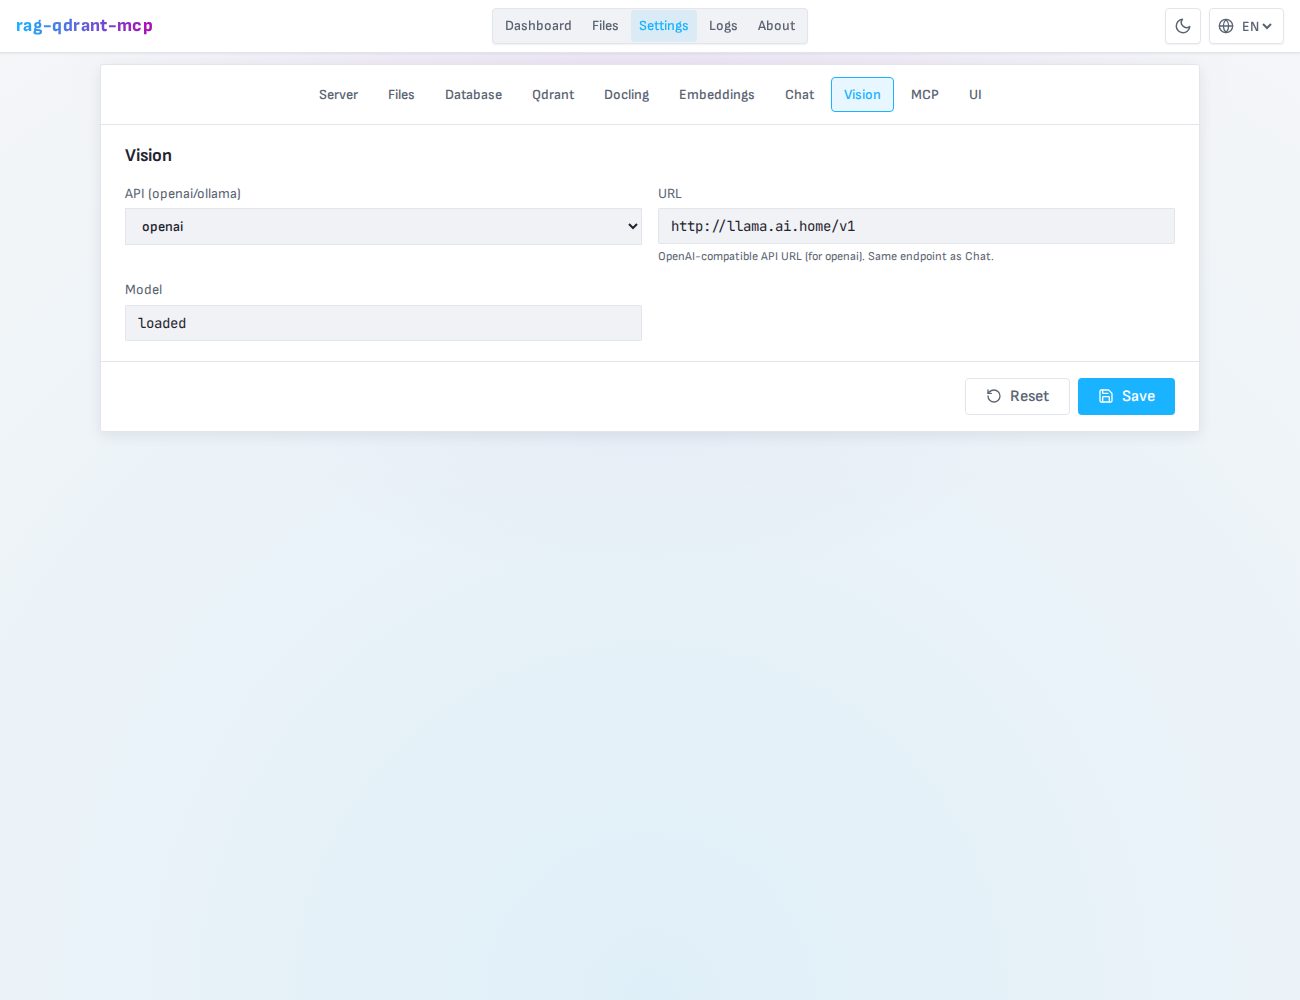 rag-qdrant-mcp
Dashboard Files Settings Logs About
EN
Server Files Database Qdrant Docling Embeddings Chat Vision MCP UI
Vision
API (openai/ollama)
openai
URL
http://llama.ai.home/v1
OpenAI-compatible API URL (for openai). Same endpoint as Chat.
Model
loaded
Reset
Save